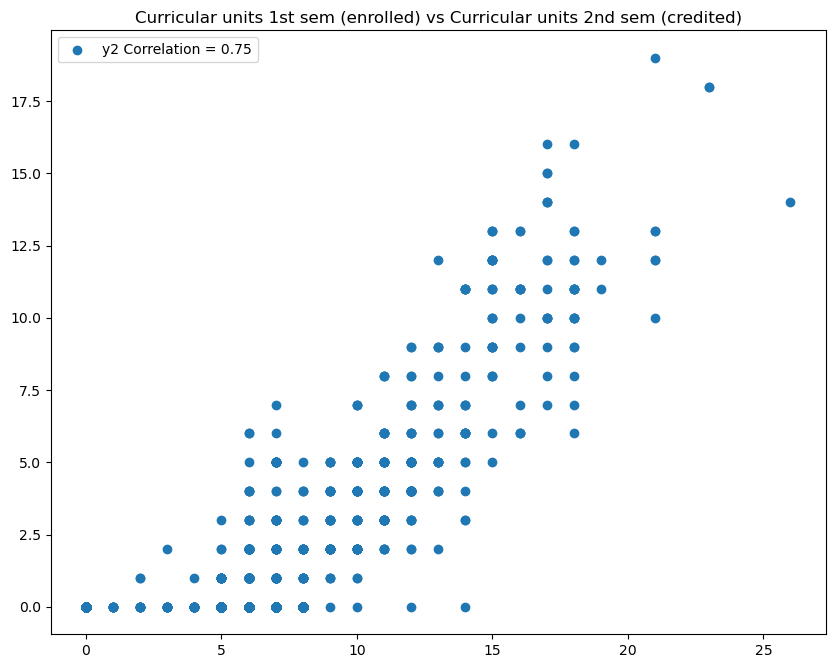 Curricular units 1st sem (enrolled) vs Curricular units 2nd sem (credited)
y2 Correlation = 0.75
17.5
15.0
12.5
10.0
7.5
5.0
2.5
0.0
0 5 10 15 20 25